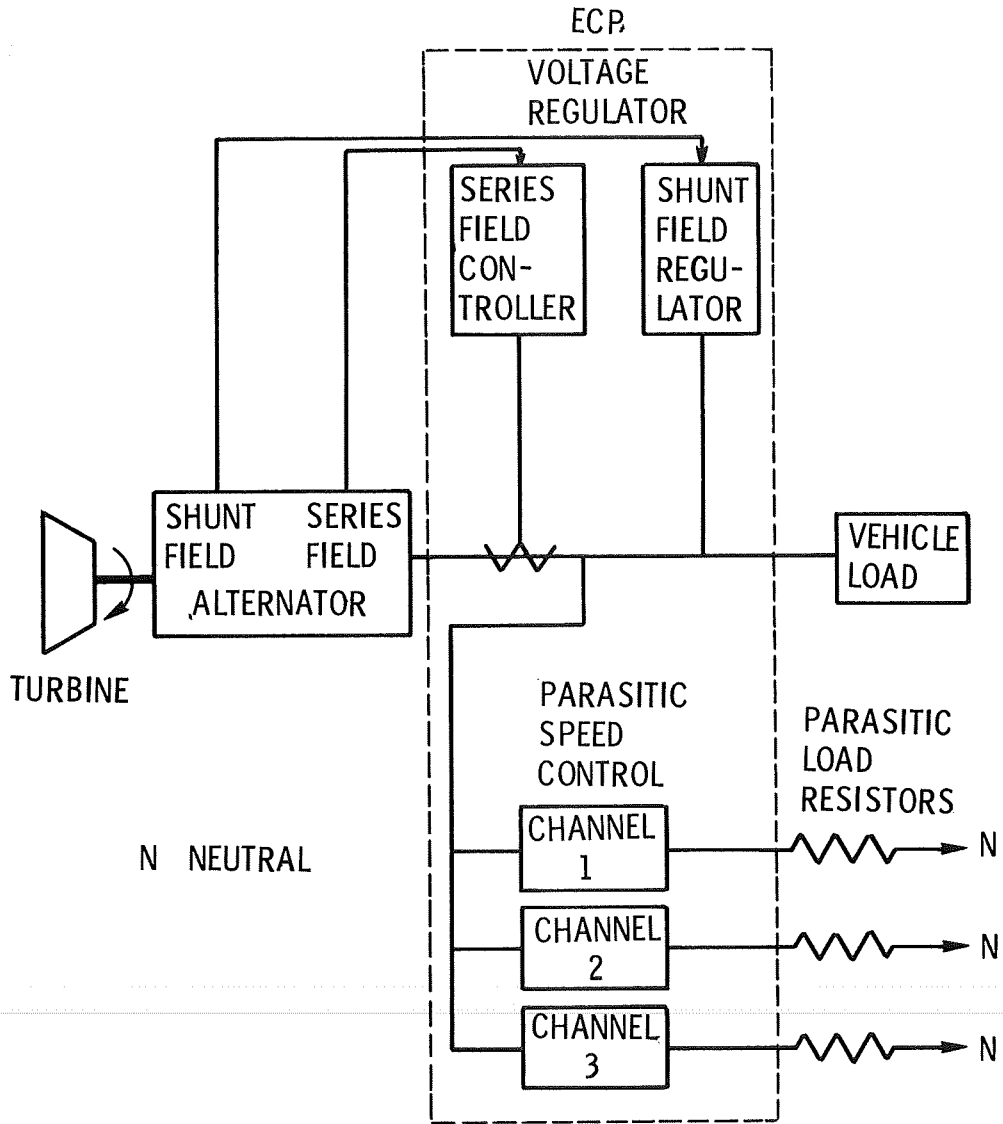 ECP.
VOLTAGE
REGULATOR
SERIES
FIELD
CON-
TROLLER
SHUNT
FIELD
REGU-
LATOR
SHUNT
FIELD
SERIES
FIELD
ALTERNATOR
VEHICLE
LOAD
TURBINE
PARASITIC
SPEED
CONTROL
PARASITIC
LOAD
RESISTORS
N NEUTRAL
CHANNEL
1
N
CHANNEL
2
N
CHANNEL
3
N